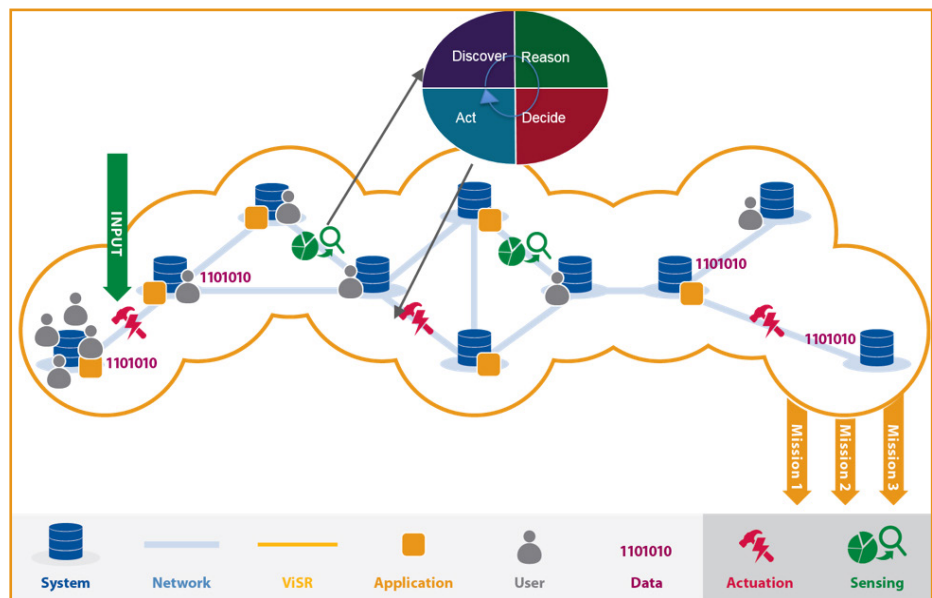 Discover
Reason
Act
Decide
INPUT
1101010
1101010
1101010
1101010
Mission 1
Mission 2
Mission 3
System
Network
ViSR
Application
User
1101010
Data
Actuation
Sensing